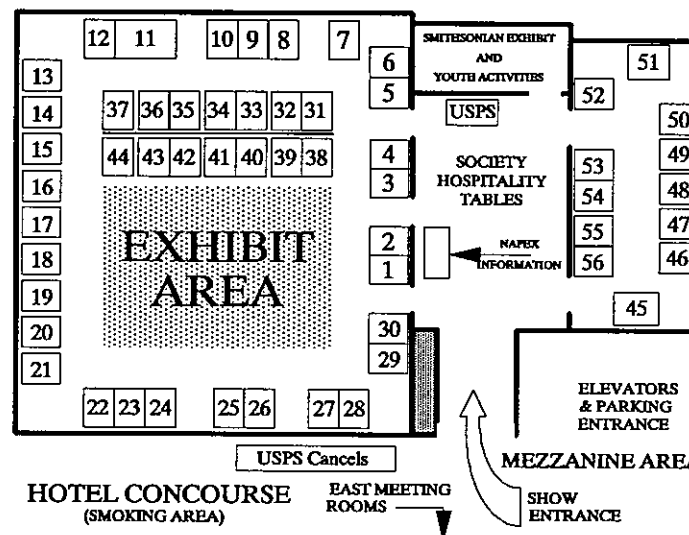 12 11 10 9 8 7
SMITHSONIAN EXHIBIT
AND
YOUTH ACTIVITIES
51
6
5
52
USPS
13
14
15
16
17
18
19
20
21
37 36 35 34 33 32 31
44 43 42 41 40 39 38
4
3
SOCIETY
HOSPITALITY
TABLES
53
54
55
56
50
49
48
47
46
EXHIBIT
AREA
2
1
NAPEX
INFORMATION
45
30
29
22 23 24 25 26 27 28
ELEVATORS
& PARKING
ENTRANCE
USPS Cancels
MEZZANINE AREA
HOTEL CONCOURSE
(SMOKING AREA)
EAST MEETING
ROOMS
SHOW
ENTRANCE